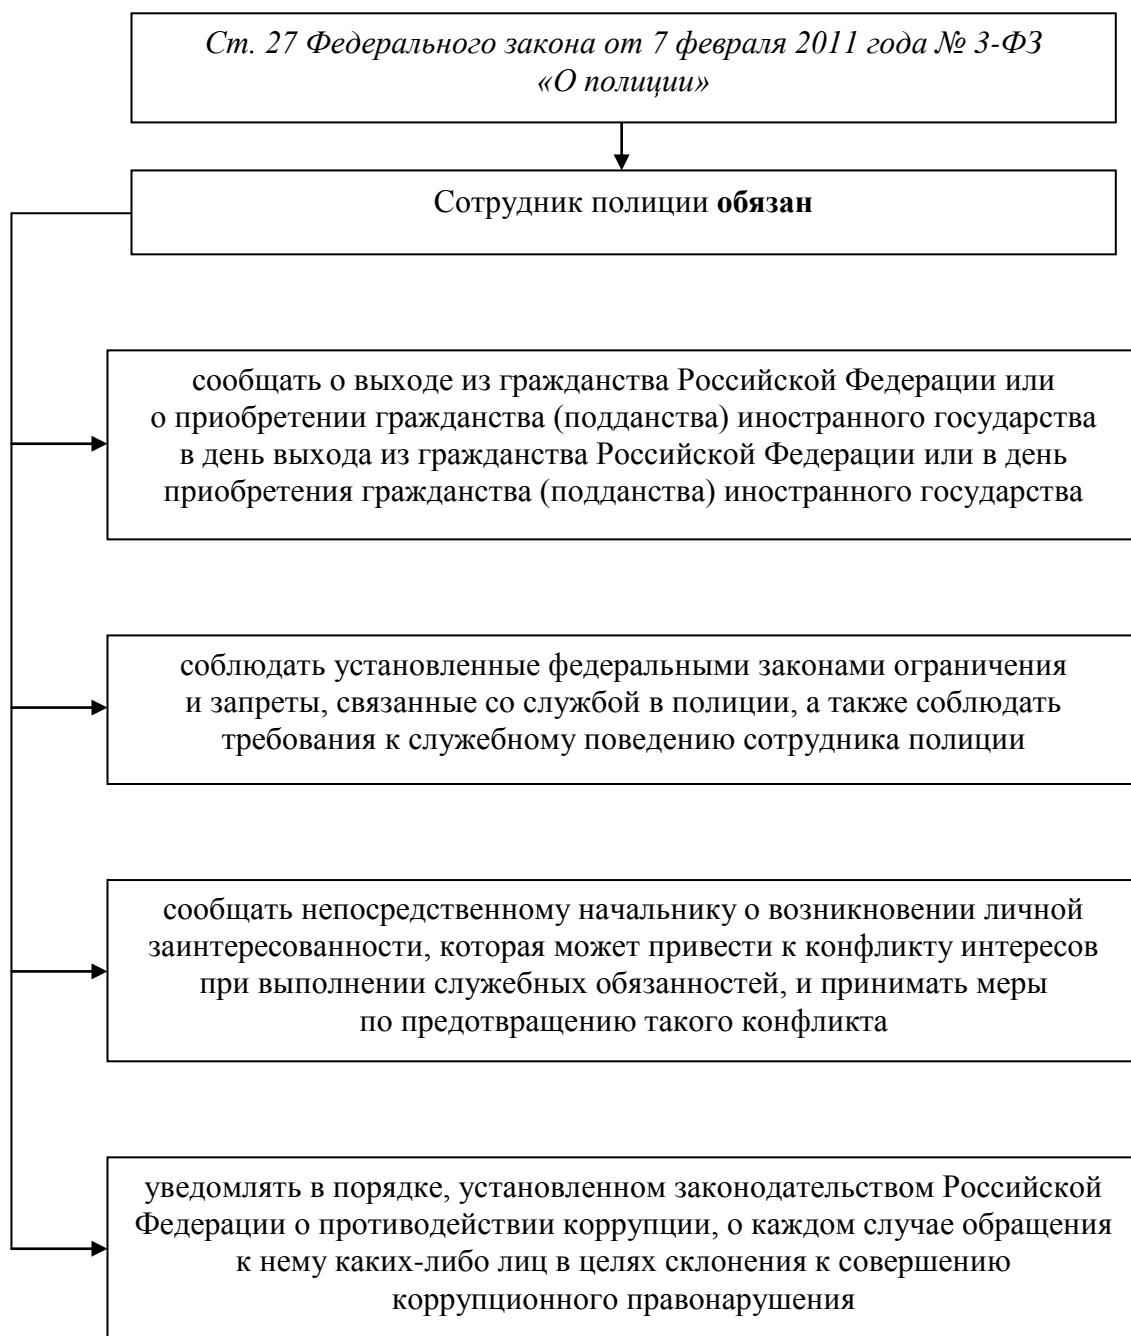 Ст. 27 Федерального закона от 7 февраля 2011 года № 3-ФЗ
«О полиции»
Сотрудник полиции обязан
сообщать о выходе из гражданства Российской Федерации или
о приобретении гражданства (подданства) иностранного государства
в день выхода из гражданства Российской Федерации или в день
приобретения гражданства (подданства) иностранного государства
соблюдать установленные федеральными законами ограничения
и запреты, связанные со службой в полиции, а также соблюдать
требования к служебному поведению сотрудника полиции
сообщать непосредственному начальнику о возникновении личной
заинтересованности, которая может привести к конфликту интересов
при выполнении служебных обязанностей, и принимать меры
по предотвращению такого конфликта
уведомлять в порядке, установленном законодательством Российской
Федерации о противодействии коррупции, о каждом случае обращения
к нему каких-либо лиц в целях склонения к совершению
коррупционного правонарушения